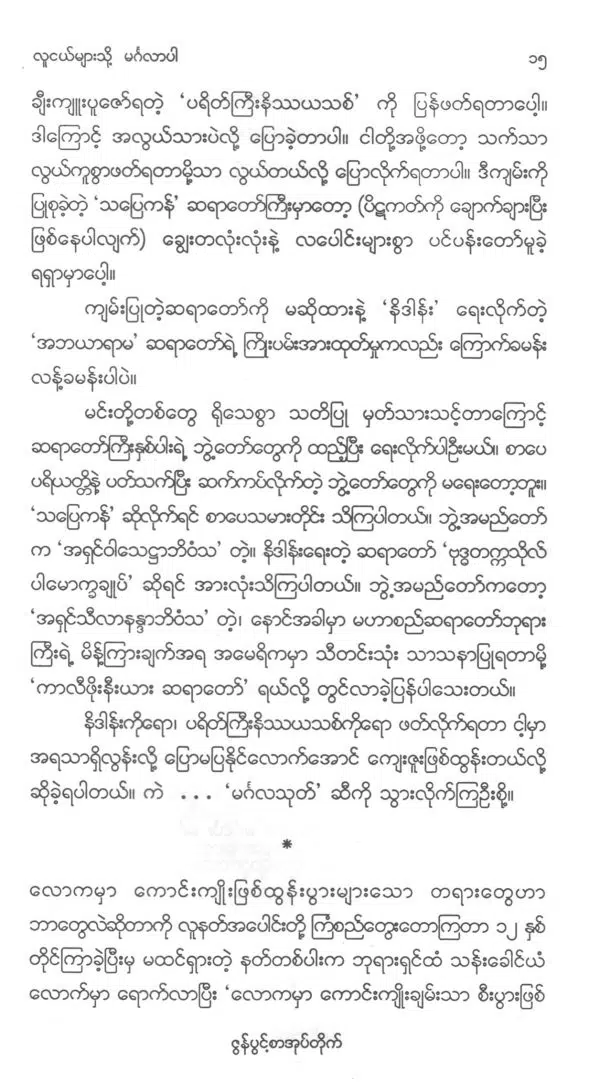 လူငယ်များသို့ မင်္ဂလာပါ ၁၅
ချီးကျူးပူဇော်ရတဲ့ ‘ပရိတ်ကြီးနိဿယသစ်’ ကို ပြန်ဖတ်ရတာပေါ့။
ဒါကြောင့် အလွယ်သားပဲလို့ ပြောခဲ့တာပါ။ ငါတို့အဖို့တော့ သက်သာ
လွယ်ကူစွာဖတ်ရတာမို့သာ လွယ်တယ်လို့ ပြောလိုက်ရတာပါ။ ဒီကျမ်းကို
ပြုစုခဲ့တဲ့ ‘သပြေကန်’ ဆရာတော်ကြီးမှာတော့ (ပိဋကတ်ကို ချောက်ချားပြီး
ဖြစ်နေပါလျက်) ချွေးတလုံးလုံးနဲ့ လပေါင်းများစွာ ပင်ပန်းတော်မူခဲ့
ရရှာမှာပေါ့။
ကျမ်းပြုတဲ့ဆရာတော်ကို မဆိုထားနဲ့ ‘နိဒါန်း’ ရေးလိုက်တဲ့
‘အဘယာရာမ’ ဆရာတော်ရဲ့ ကြိုးပမ်းအားထုတ်မှုကလည်း ကြောက်ခမန်း
လန့်ခမန်းပါပဲ။
မင်းတို့တစ်တွေ ရိုသေစွာ သတိပြု မှတ်သားသင့်တာကြောင့်
ဆရာတော်ကြီးနှစ်ပါးရဲ့ ဘွဲ့တော်တွေကို ထည့်ပြီး ရေးလိုက်ပါဦးမယ်။ စာပေ
ပရိယတ္တိနဲ့ ပတ်သက်ပြီး ဆက်ကပ်လိုက်တဲ့ ဘွဲ့တော်တွေကို မရေးတော့ဘူး။
‘သပြေကန်’ ဆိုလိုက်ရင် စာပေသမားတိုင်း သိကြပါတယ်။ ဘွဲ့အမည်တော်
က ‘အရှင်ဝါသေဋ္ဌာဘိဝံသ’ တဲ့။ နိဒါန်းရေးတဲ့ ဆရာတော် ‘ဗုဒ္ဓတက္ကသိုလ်
ပါမောက္ခချုပ်’ ဆိုရင် အားလုံးသိကြပါတယ်။ ဘွဲ့အမည်တော်ကတော့
‘အရှင်သီလာနန္ဒာဘိဝံသ’ တဲ့၊ နောင်အခါမှာ မဟာစည်ဆရာတော်ဘုရား
ကြီးရဲ့ မိန့်ကြားချက်အရ အမေရိကမှာ သီတင်းသုံး သာသနာပြုရတာမို့
‘ကာလီဖိုးနီးယား ဆရာတော်’ ရယ်လို့ တွင်လာခဲ့ပြန်ပါသေးတယ်။
နိဒါန်းကိုရော၊ ပရိတ်ကြီးနိဿယသစ်ကိုရော ဖတ်လိုက်ရတာ ငါ့မှာ
အရသာရှိလွန်းလို့ ပြောမပြနိုင်လောက်အောင် ကျေးဇူးဖြစ်ထွန်းတယ်လို့
ဆိုခဲ့ရပါတယ်။ ကဲ ... ‘မင်္ဂလသုတ်’ ဆီကို သွားလိုက်ကြဦးစို့။
*
လောကမှာ ကောင်းကျိုးဖြစ်ထွန်းပွားများသော တရားတွေဟာ
ဘာတွေလဲဆိုတာကို လူနတ်အပေါင်းတို့ ကြံစည်တွေးတောကြတာ ၁၂ နှစ်
တိုင်ကြာခဲ့ပြီးမှ မထင်ရှားတဲ့ နတ်တစ်ပါးက ဘုရားရှင်ထံ သန်းခေါင်ယံ
လောက်မှာ ရောက်လာပြီး ‘လောကမှာ ကောင်းကျိုးချမ်းသာ စီးပွားဖြစ်
ဇွန်ပွင့်စာအုပ်တိုက်